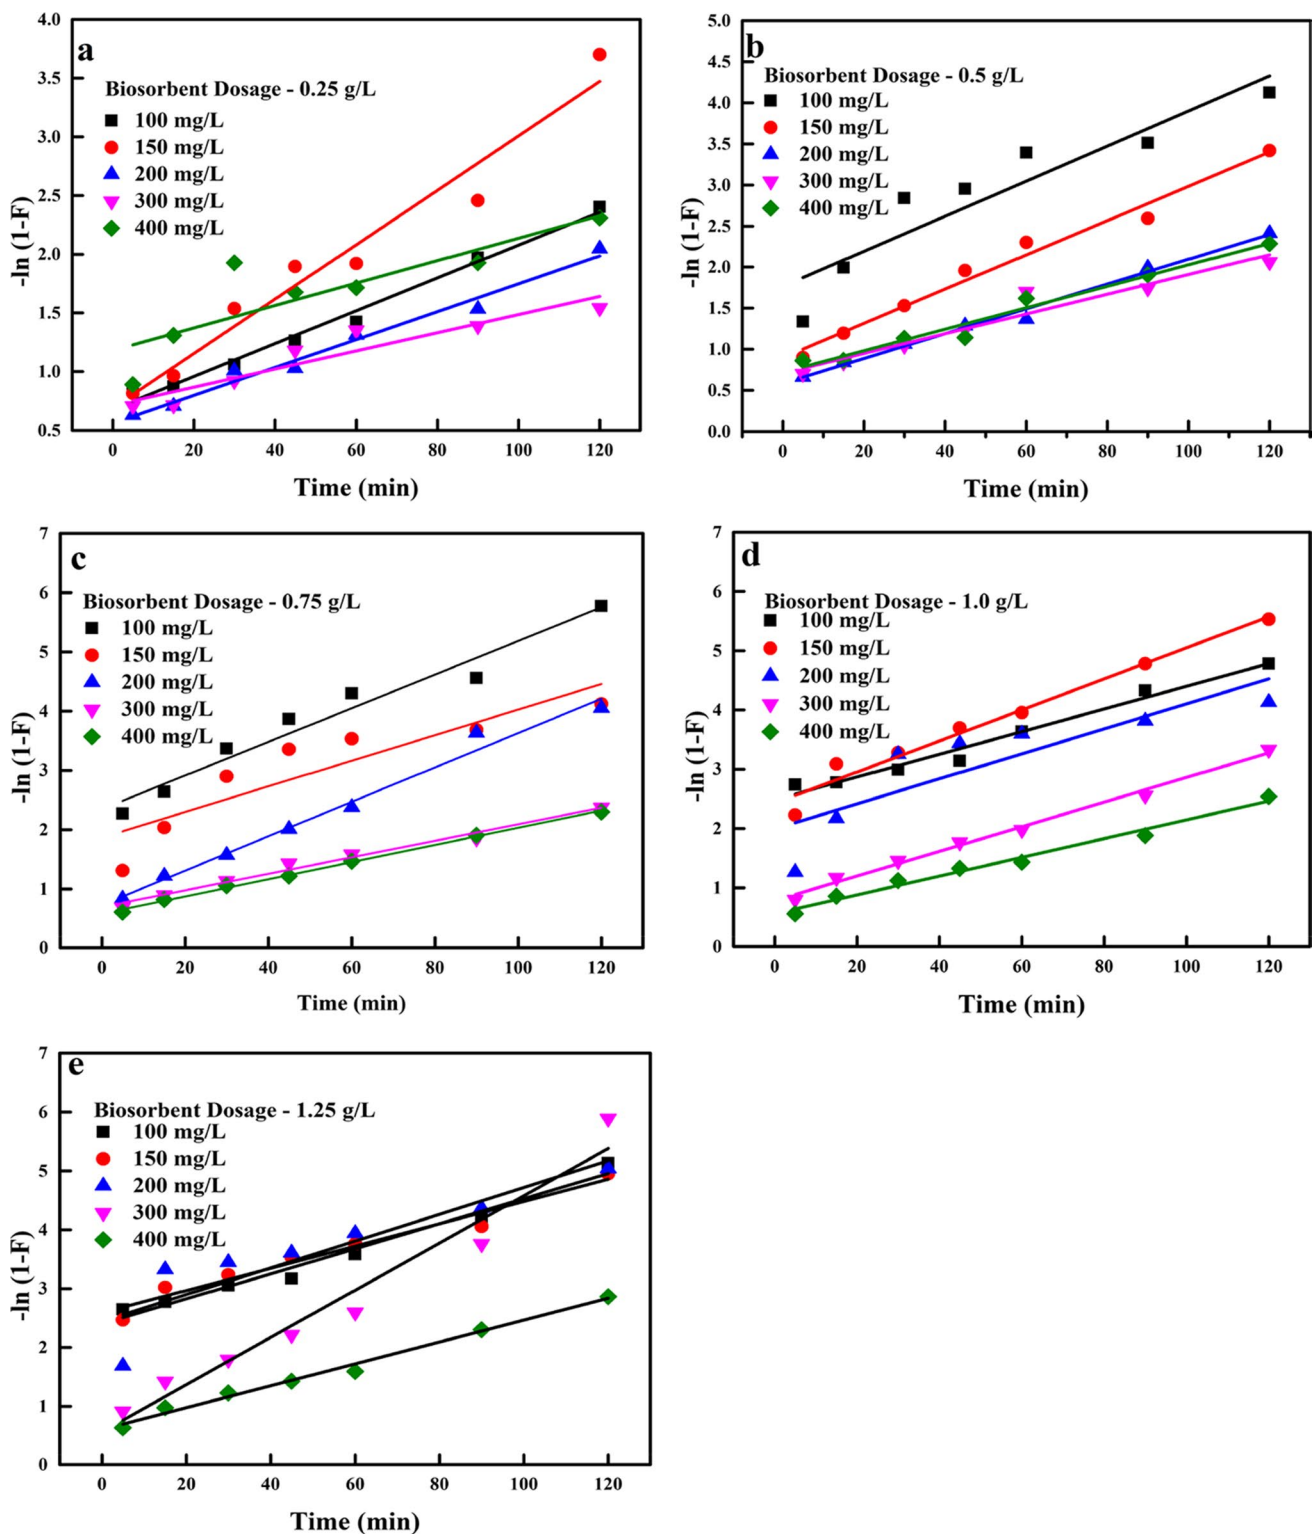 a
Biosorbent Dosage - 0.25 g/L
100 mg/L
150 mg/L
200 mg/L
300 mg/L
400 mg/L
-ln (1-F)
4.0
3.5
3.0
2.5
2.0
1.5
1.0
0.5
0 20 40 60 80 100 120
Time (min)
b
Biosorbent Dosage - 0.5 g/L
100 mg/L
150 mg/L
200 mg/L
300 mg/L
400 mg/L
-ln (1-F)
5.0
4.5
4.0
3.5
3.0
2.5
2.0
1.5
1.0
0.5
0.0
0 20 40 60 80 100 120
Time (min)
c
Biosorbent Dosage - 0.75 g/L
100 mg/L
150 mg/L
200 mg/L
300 mg/L
400 mg/L
-ln (1-F)
7
6
5
4
3
2
1
0
0 20 40 60 80 100 120
Time (min)
d
Biosorbent Dosage - 1.0 g/L
100 mg/L
150 mg/L
200 mg/L
300 mg/L
400 mg/L
-ln (1-F)
7
6
5
4
3
2
1
0
0 20 40 60 80 100 120
Time (min)
e
Biosorbent Dosage - 1.25 g/L
100 mg/L
150 mg/L
200 mg/L
300 mg/L
400 mg/L
-ln (1-F)
7
6
5
4
3
2
1
0
0 20 40 60 80 100 120
Time (min)